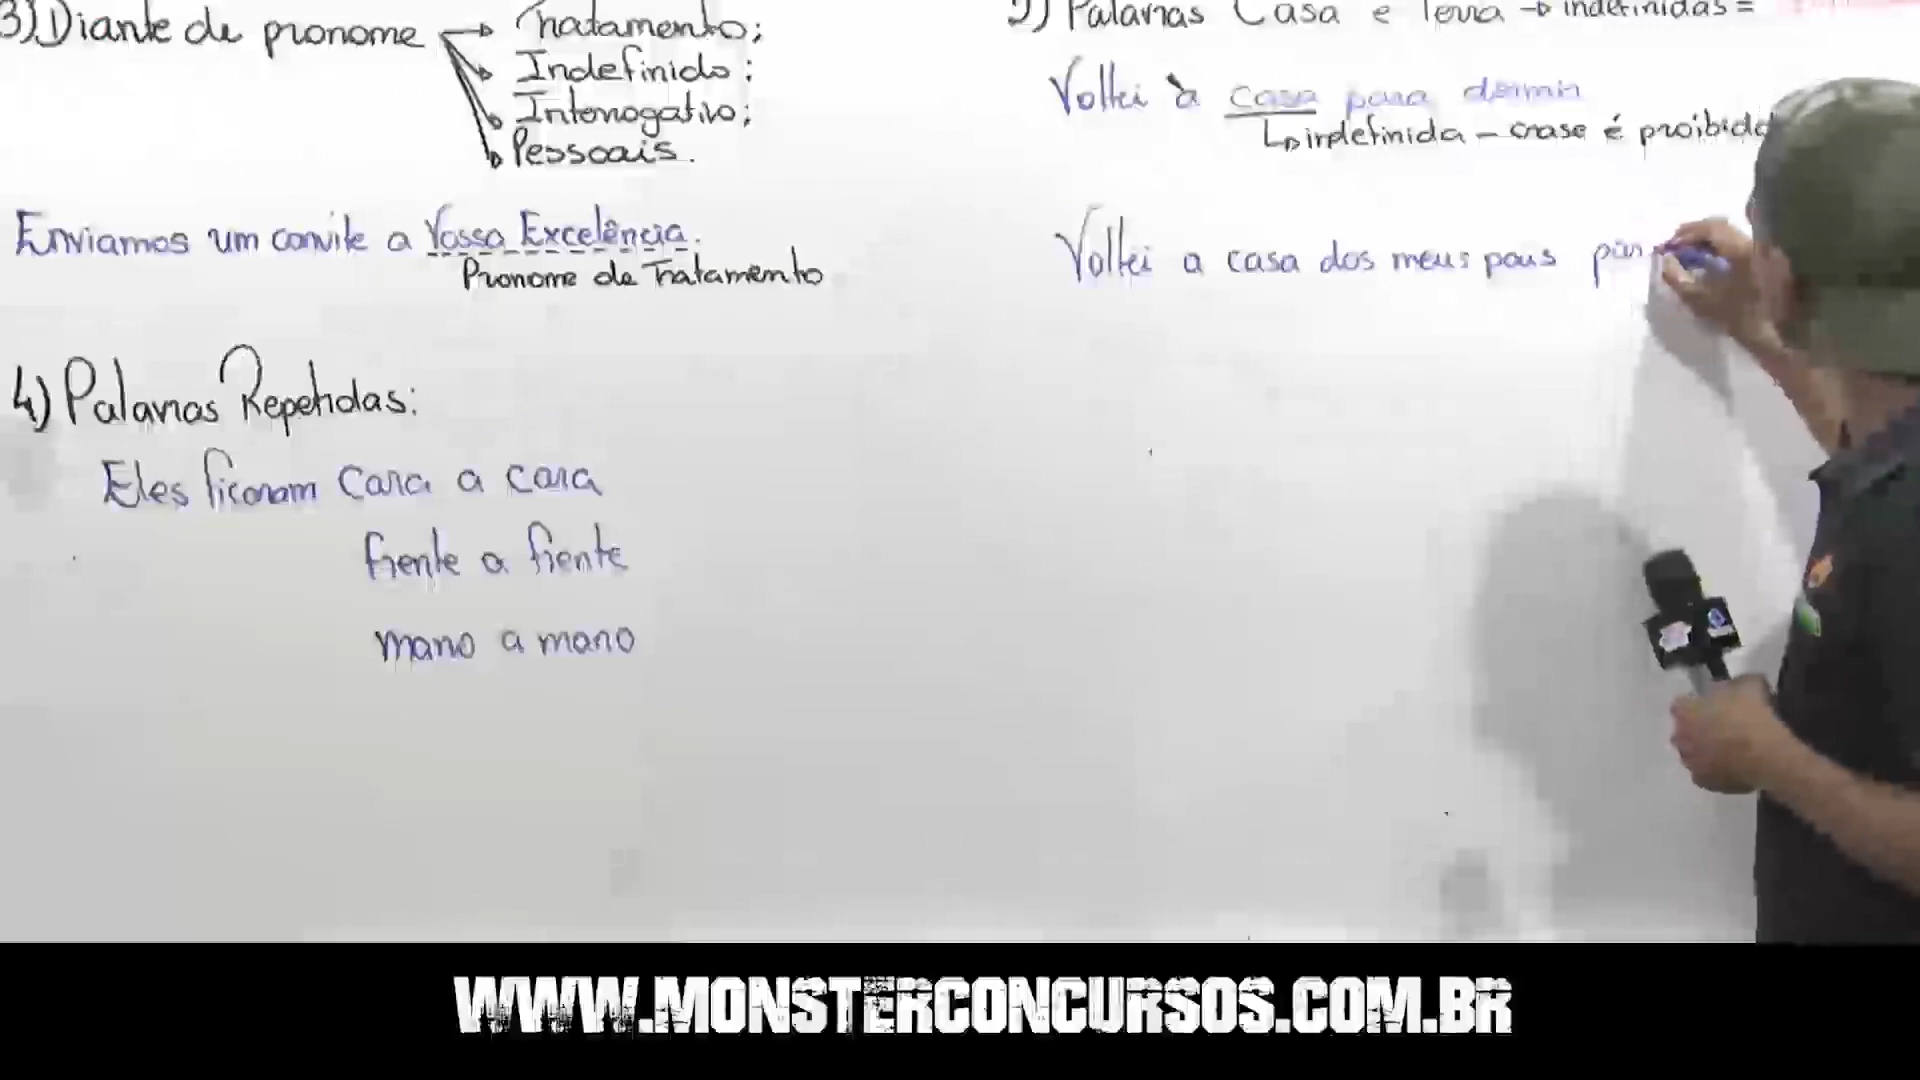 3) Diante de pronome → Tratamento;
Indefinido;
Interrogativo;
Pessoais.
Enviamos um convite a Vossa Excelência.
Pronome de Tratamento
4) Palavras Repetidas:
Eles ficaram cara a cara
frente a frente
mano a mano
5) Palavras Casa e Terra → indefinidas =
Voltei à casa para dormir
indefinida - crase é proibida
Voltei a casa dos meus pais par
WWW.MONSTERCONCURSOS.COM.BR